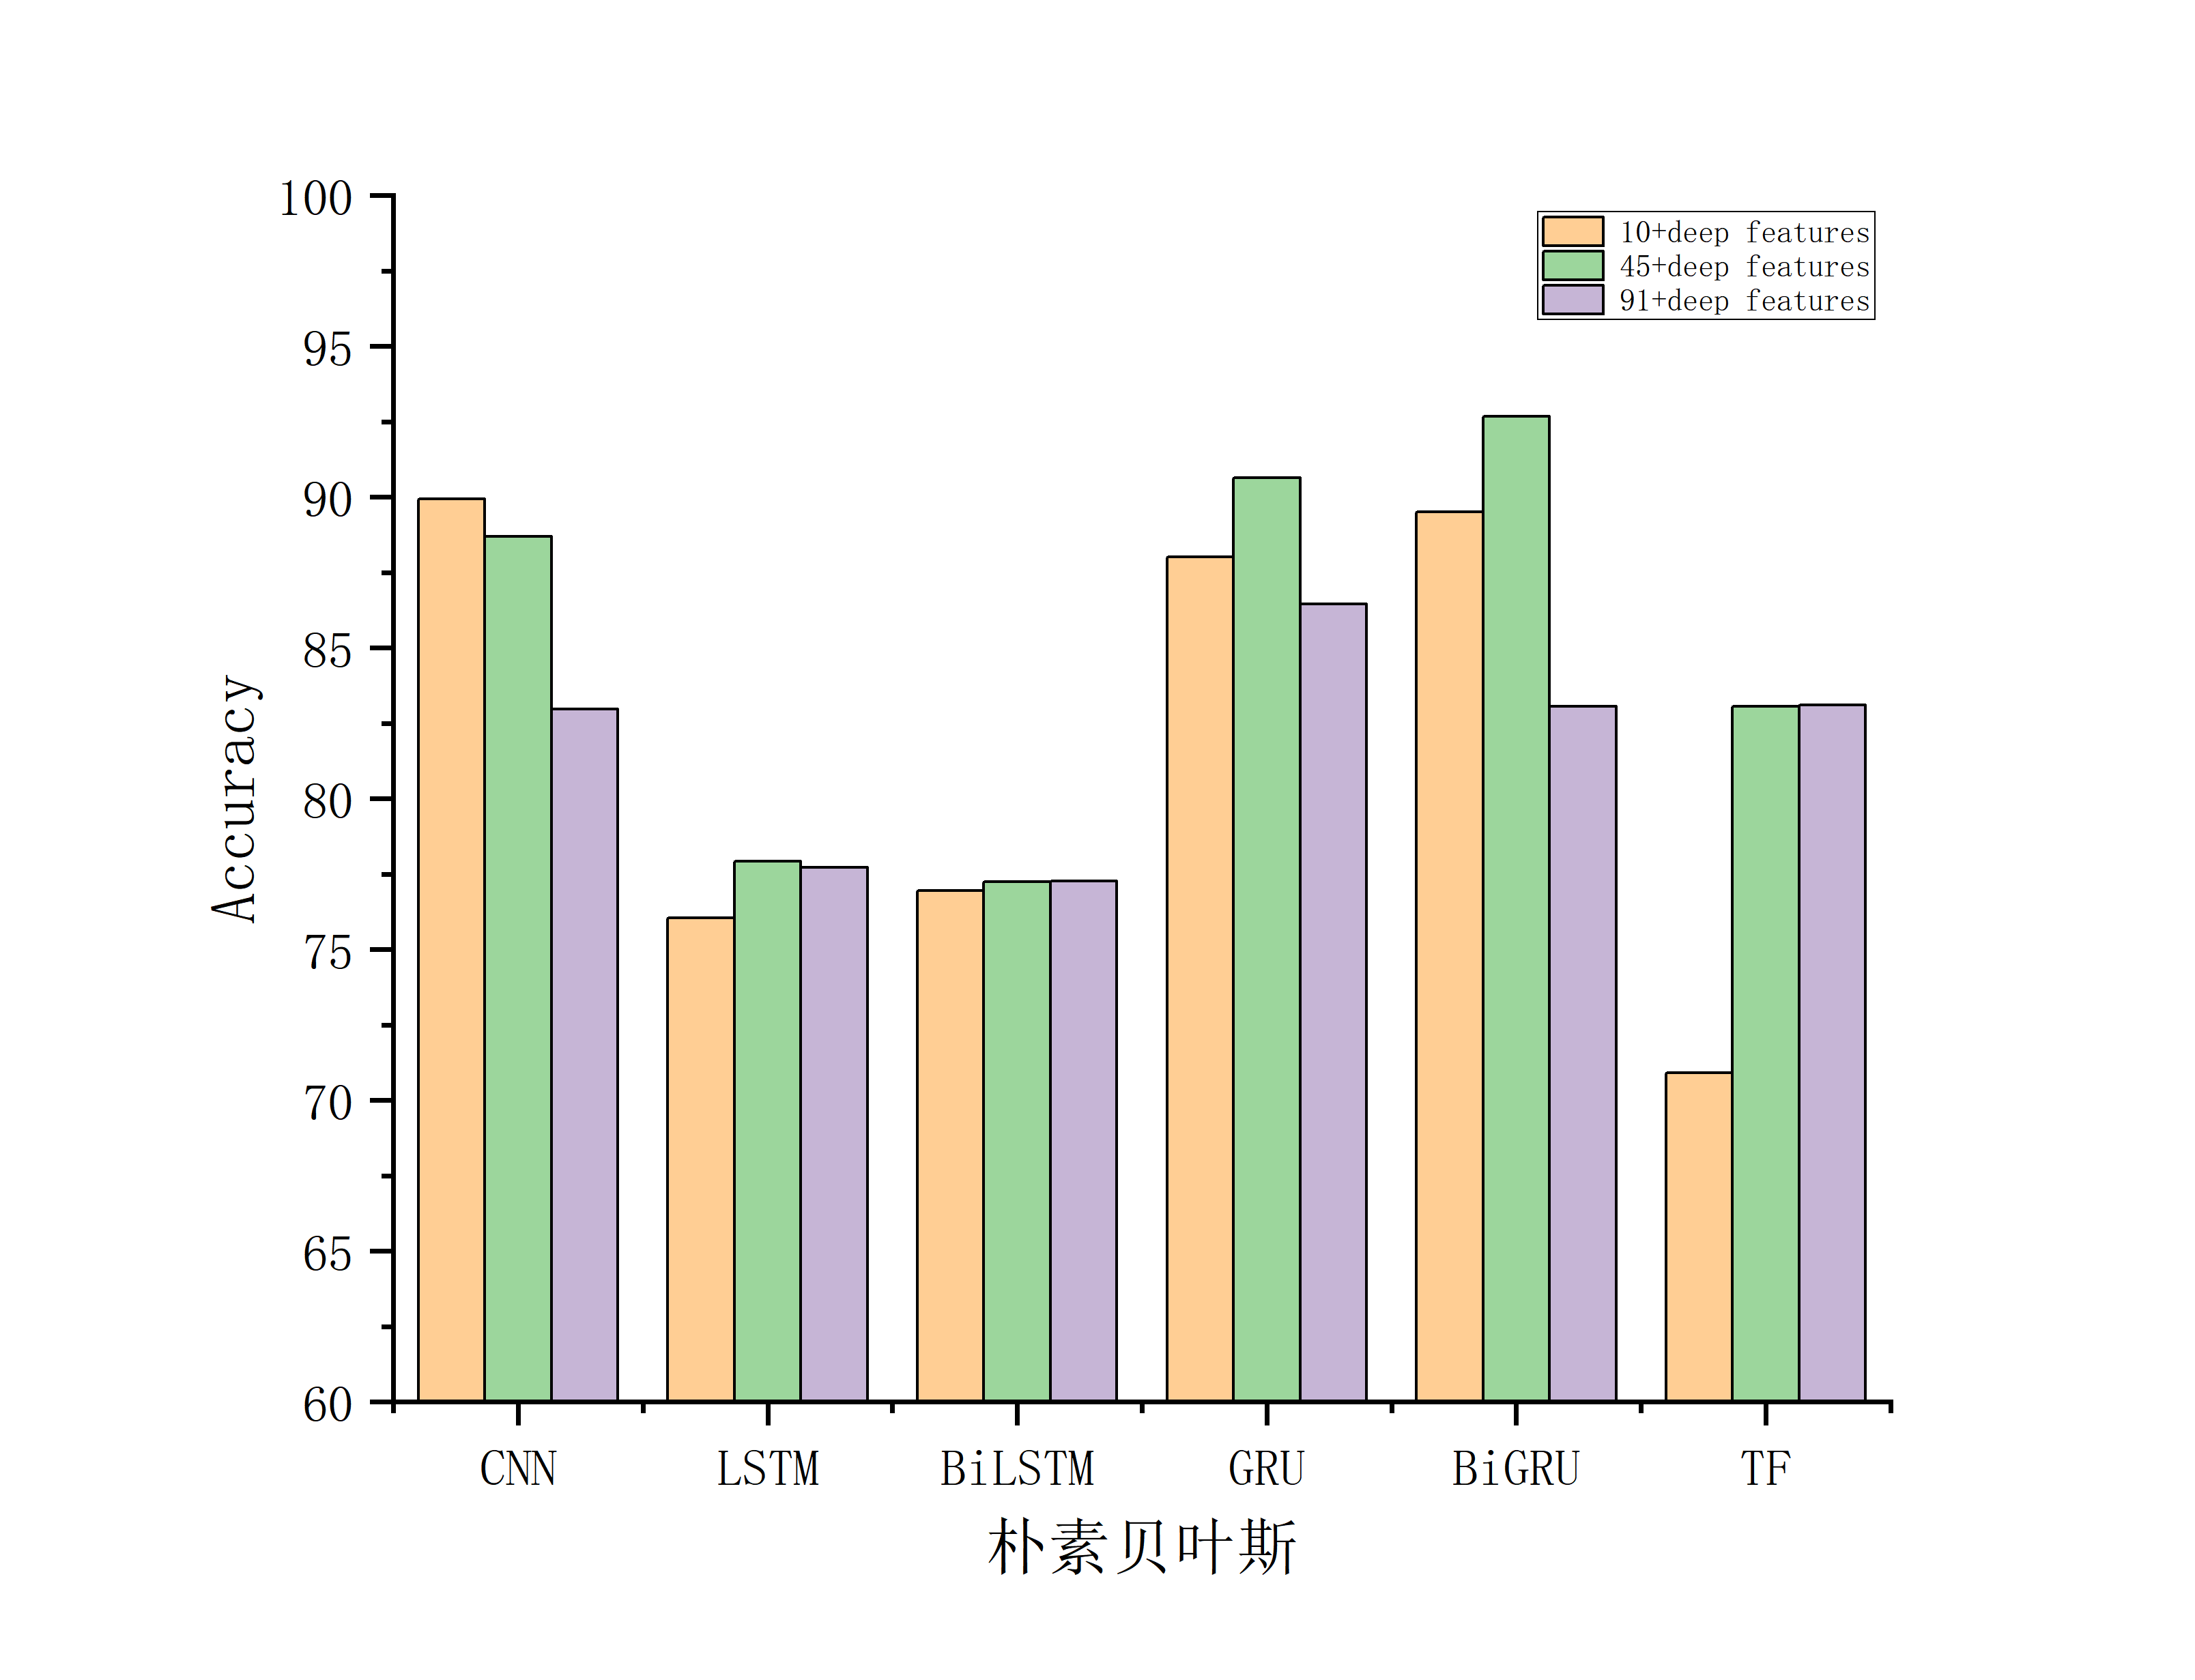 100
95
90
85
80
75
70
65
60
Accuracy
10+deep features
45+deep features
91+deep features
CNN LSTM BiLSTM GRU BiGRU TF
朴素贝叶斯